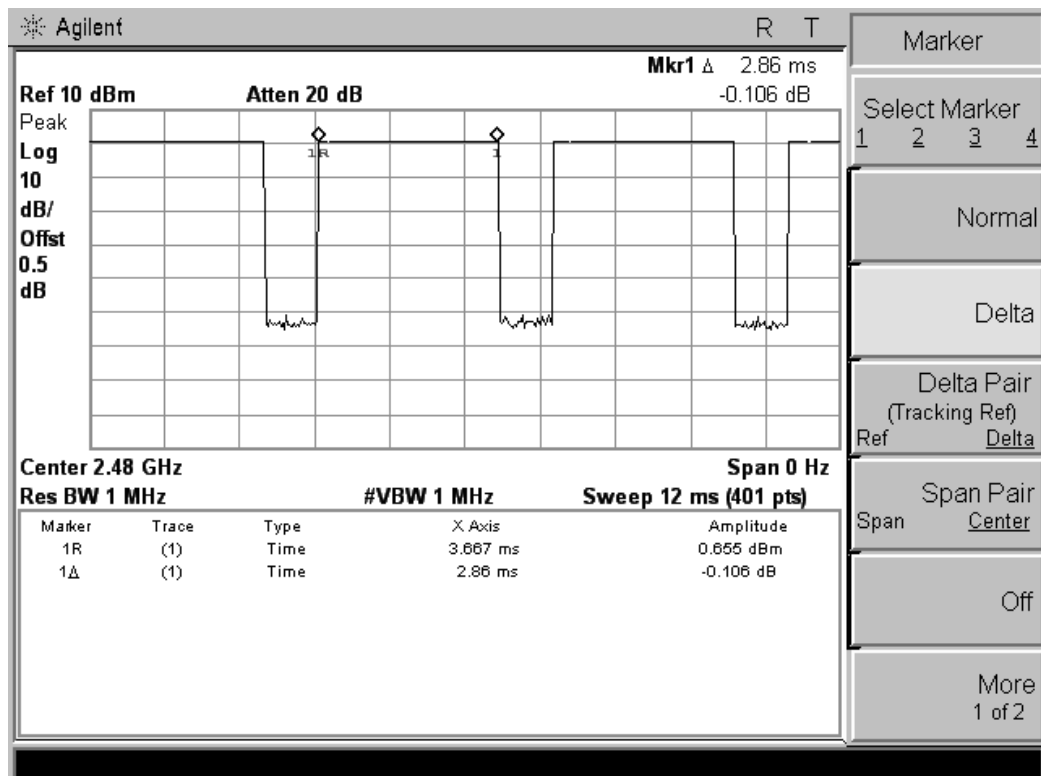 Agilent R T
Mkr1 Δ 2.86 ms
Ref 10 dBm Atten 20 dB -0.106 dB
Peak
Log
10
dB/
Offst
0.5
dB
1R 1
Center 2.48 GHz Span 0 Hz
Res BW 1 MHz #VBW 1 MHz Sweep 12 ms (401 pts)
Marker Trace Type X Axis Amplitude
1R (1) Time 3.667 ms 0.655 dBm
1Δ (1) Time 2.86 ms -0.106 dB
Marker
Select Marker
1 2 3 4
Normal
Delta
Delta Pair
(Tracking Ref)
Ref Delta
Span Pair
Span Center
Off
More
1 of 2